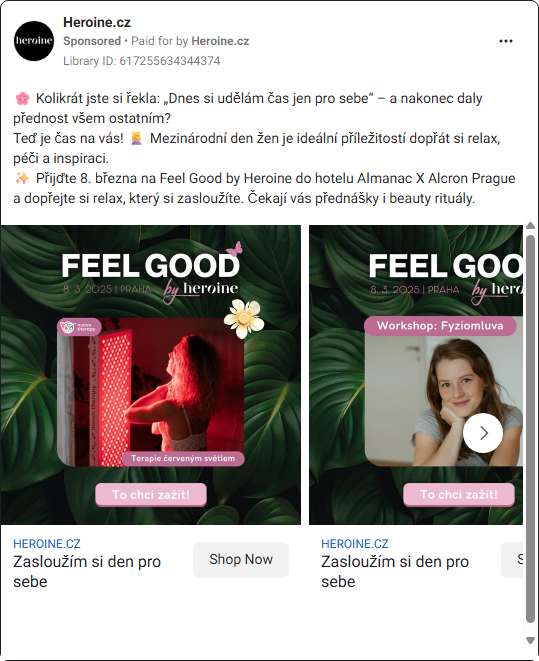 Heroine.cz
Sponsored • Paid for by Heroine.cz
Library ID: 617255634344374
heroine
🌸 Kolikrát jste si řekla: „Dnes si udělám čas jen pro sebe“ – a nakonec daly
přednost všem ostatním?
Teď je čas na vás! 💆‍♀️ Mezinárodní den žen je ideální příležitostí dopřát si relax,
péči a inspiraci.
✨ Přijďte 8. března na Feel Good by Heroine do hotelu Almanac X Alcron Prague
a dopřejte si relax, který si zasloužíte. Čekají vás přednášky i beauty rituály.
FEEL GOOD
8. 3. 2025 | PRAHA by heroine
Terapie červeným světlem
To chci zažít!
HEROINE.CZ
Zasloužím si den pro
sebe
Shop Now
FEEL GOO
8. 3. 2025 | PRAHA by hero
Workshop: Fyziomluva
To chci zažít!
HEROINE.CZ
Zasloužím si den pro
sebe
S